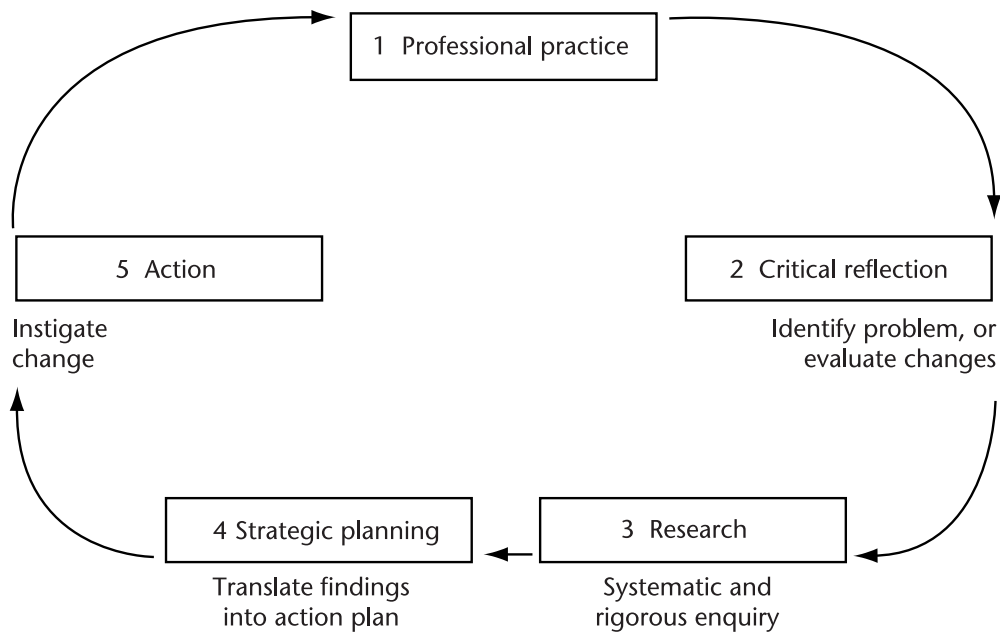 1 Professional practice
2 Critical reflection
Identify problem, or
evaluate changes
3 Research
Systematic and
rigorous enquiry
4 Strategic planning
Translate findings
into action plan
5 Action
Instigate
change